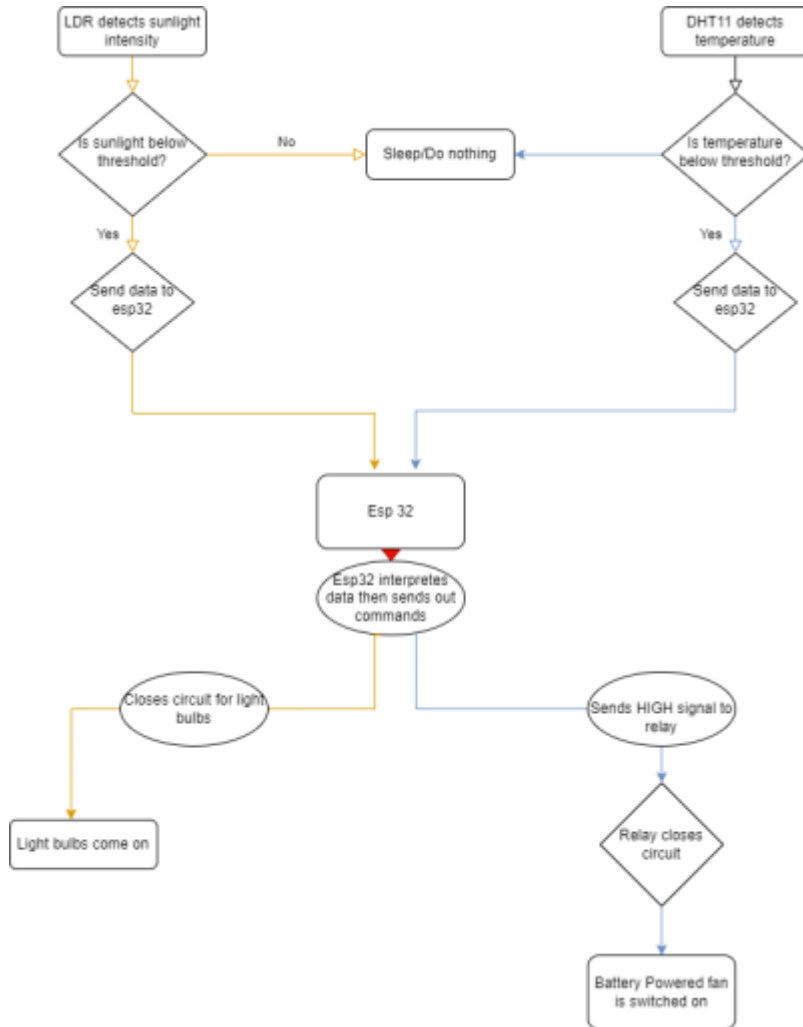 LDR detects sunlight
intensity
DHT11 detects
temperature
Is sunlight below
threshold?
No
Sleep/Do nothing
Is temperature
below threshold?
Yes
Yes
Send data to
esp32
Send data to
esp32
Esp 32
Esp32 interpretes
data then sends out
commands
Closes circuit for light
bulbs
Sends HIGH signal to
relay
Light bulbs come on
Relay closes
circuit
Battery Powered fan
is switched on